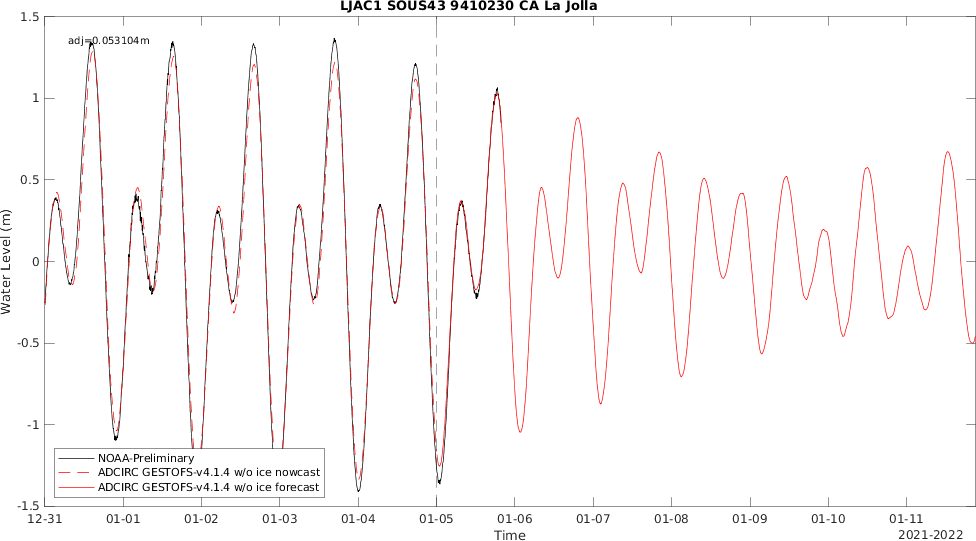 LJAC1 SOUS43 9410230 CA La Jolla
adj=0.053104m
1.5
1
0.5
0
-0.5
-1
-1.5
Water Level (m)
NOAA-Preliminary
ADCIRC GESTOFS-v4.1.4 w/o ice nowcast
ADCIRC GESTOFS-v4.1.4 w/o ice forecast
12-31 01-01 01-02 01-03 01-04 01-05 01-06 01-07 01-08 01-09 01-10 01-11
Time
2021-2022